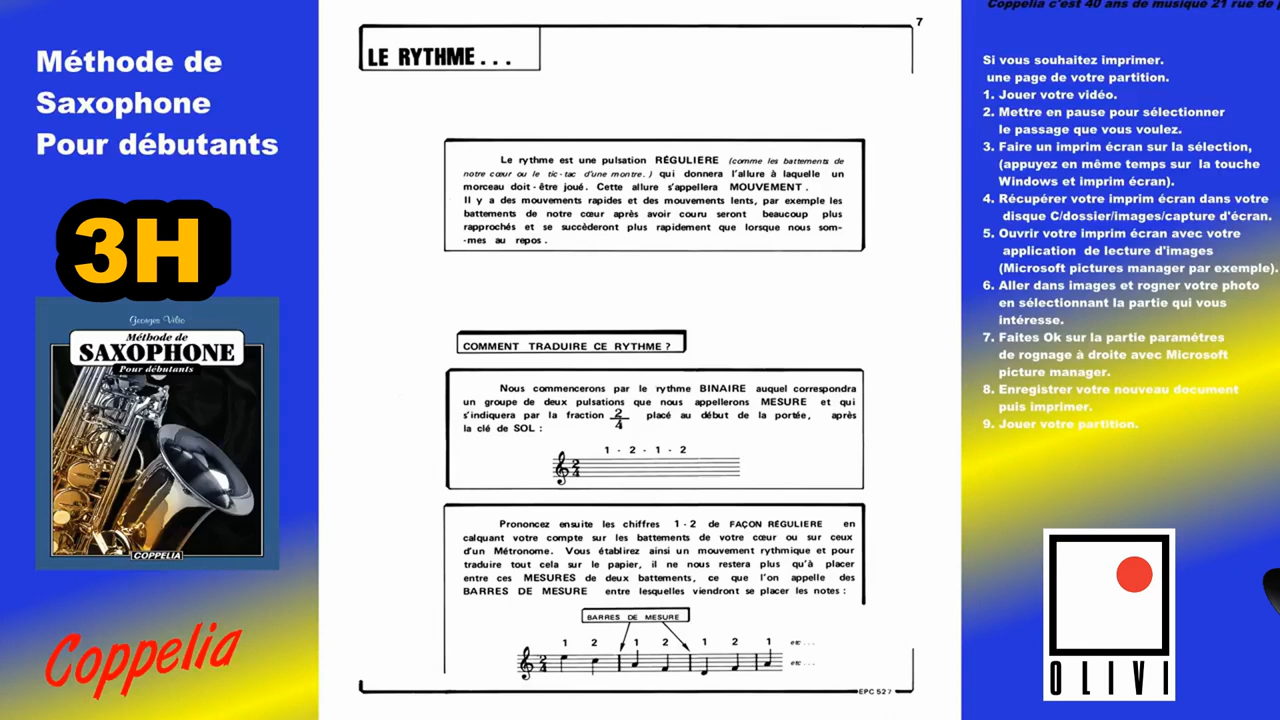 Méthode de
Saxophone
Pour débutants
3H
Georges Vilio
Méthode de
SAXOPHONE
Pour débutants
COPPELIA
Coppelia
7
LE RYTHME...
Le rythme est une pulsation RÉGULIERE (comme les battements de
notre cœur ou le tic-tac d'une montre.) qui donnera l'allure à laquelle un
morceau doit-être joué. Cette allure s'appellera MOUVEMENT.
Il y a des mouvements rapides et des mouvements lents, par exemple les
battements de notre cœur après avoir couru seront beaucoup plus
rapprochés et se succèderont plus rapidement que lorsque nous som-
-mes au repos.
COMMENT TRADUIRE CE RYTHME?
Nous commencerons par le rythme BINAIRE auquel correspondra
un groupe de deux pulsations que nous appellerons MESURE et qui
s'indiquera par la fraction 2/4 placé au début de la portée, après
la clé de SOL :
1 - 2 - 1 - 2
2
4
Prononcez ensuite les chiffres 1-2 de FAÇON RÉGULIERE en
calquant votre compte sur les battements de votre cœur ou sur ceux
d'un Métronome. Vous établirez ainsi un mouvement rythmique et pour
traduire tout cela sur le papier, il ne nous restera plus qu'à placer
entre ces MESURES de deux battements, ce que l'on appelle des
BARRES DE MESURE entre lesquelles viendront se placer les notes :
BARRES DE MESURE
1 2 1 2 1 2 1 etc...
2
4
etc...
EPC 527
Coppelia c'est 40 ans de musique 21 rue de
Si vous souhaitez imprimer.
une page de votre partition.
1. Jouer votre vidéo.
2. Mettre en pause pour sélectionner
le passage que vous voulez.
3. Faire un imprim écran sur la sélection,
(appuyez en même temps sur la touche
Windows et imprim écran).
4. Récupérer votre imprim écran dans votre
disque C/dossier/images/capture d'écran.
5. Ouvrir votre imprim écran avec votre
application de lecture d'images
(Microsoft pictures manager par exemple).
6. Aller dans images et rogner votre photo
en sélectionnant la partie qui vous
intéresse.
7. Faites Ok sur la partie paramétres
de rognage à droite avec Microsoft
picture manager.
8. Enregistrer votre nouveau document
puis imprimer.
9. Jouer votre partition.
OLIVI